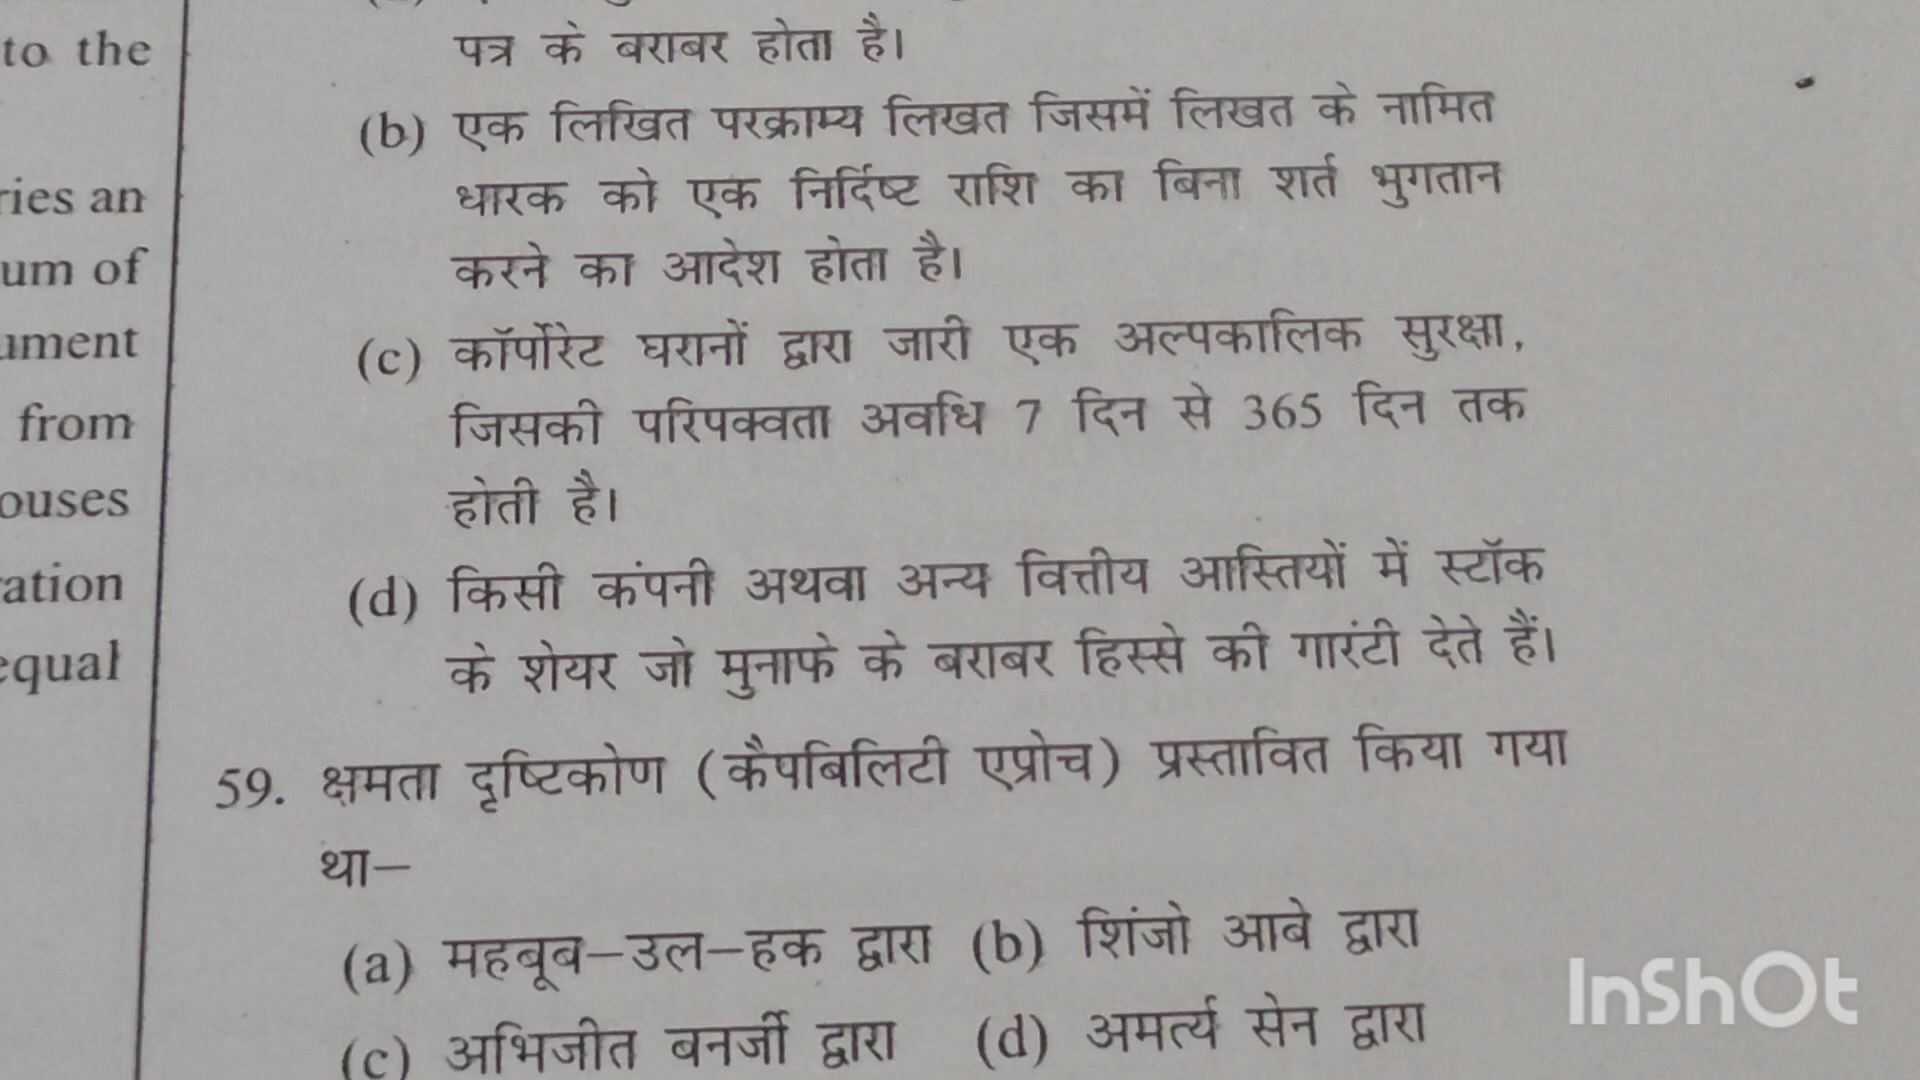 to the
ries an
um of
ument
from
ouses
ation
equal
पत्र के बराबर होता है।
(b) एक लिखित परक्राम्य लिखत जिसमें लिखत के नामित
धारक को एक निर्दिष्ट राशि का बिना शर्त भुगतान
करने का आदेश होता है।
(c) कॉर्पोरेट घरानों द्वारा जारी एक अल्पकालिक सुरक्षा,
जिसकी परिपक्वता अवधि 7 दिन से 365 दिन तक
होती है।
(d) किसी कंपनी अथवा अन्य वित्तीय आस्तियों में स्टॉक
के शेयर जो मुनाफे के बराबर हिस्से की गारंटी देते हैं।
59. क्षमता दृष्टिकोण (कैपबिलिटी एप्रोच) प्रस्तावित किया गया
था–
(a) महबूब–उल–हक द्वारा (b) शिंजो आबे द्वारा
(c) अभिजीत बनर्जी द्वारा (d) अमर्त्य सेन द्वारा
InShOt